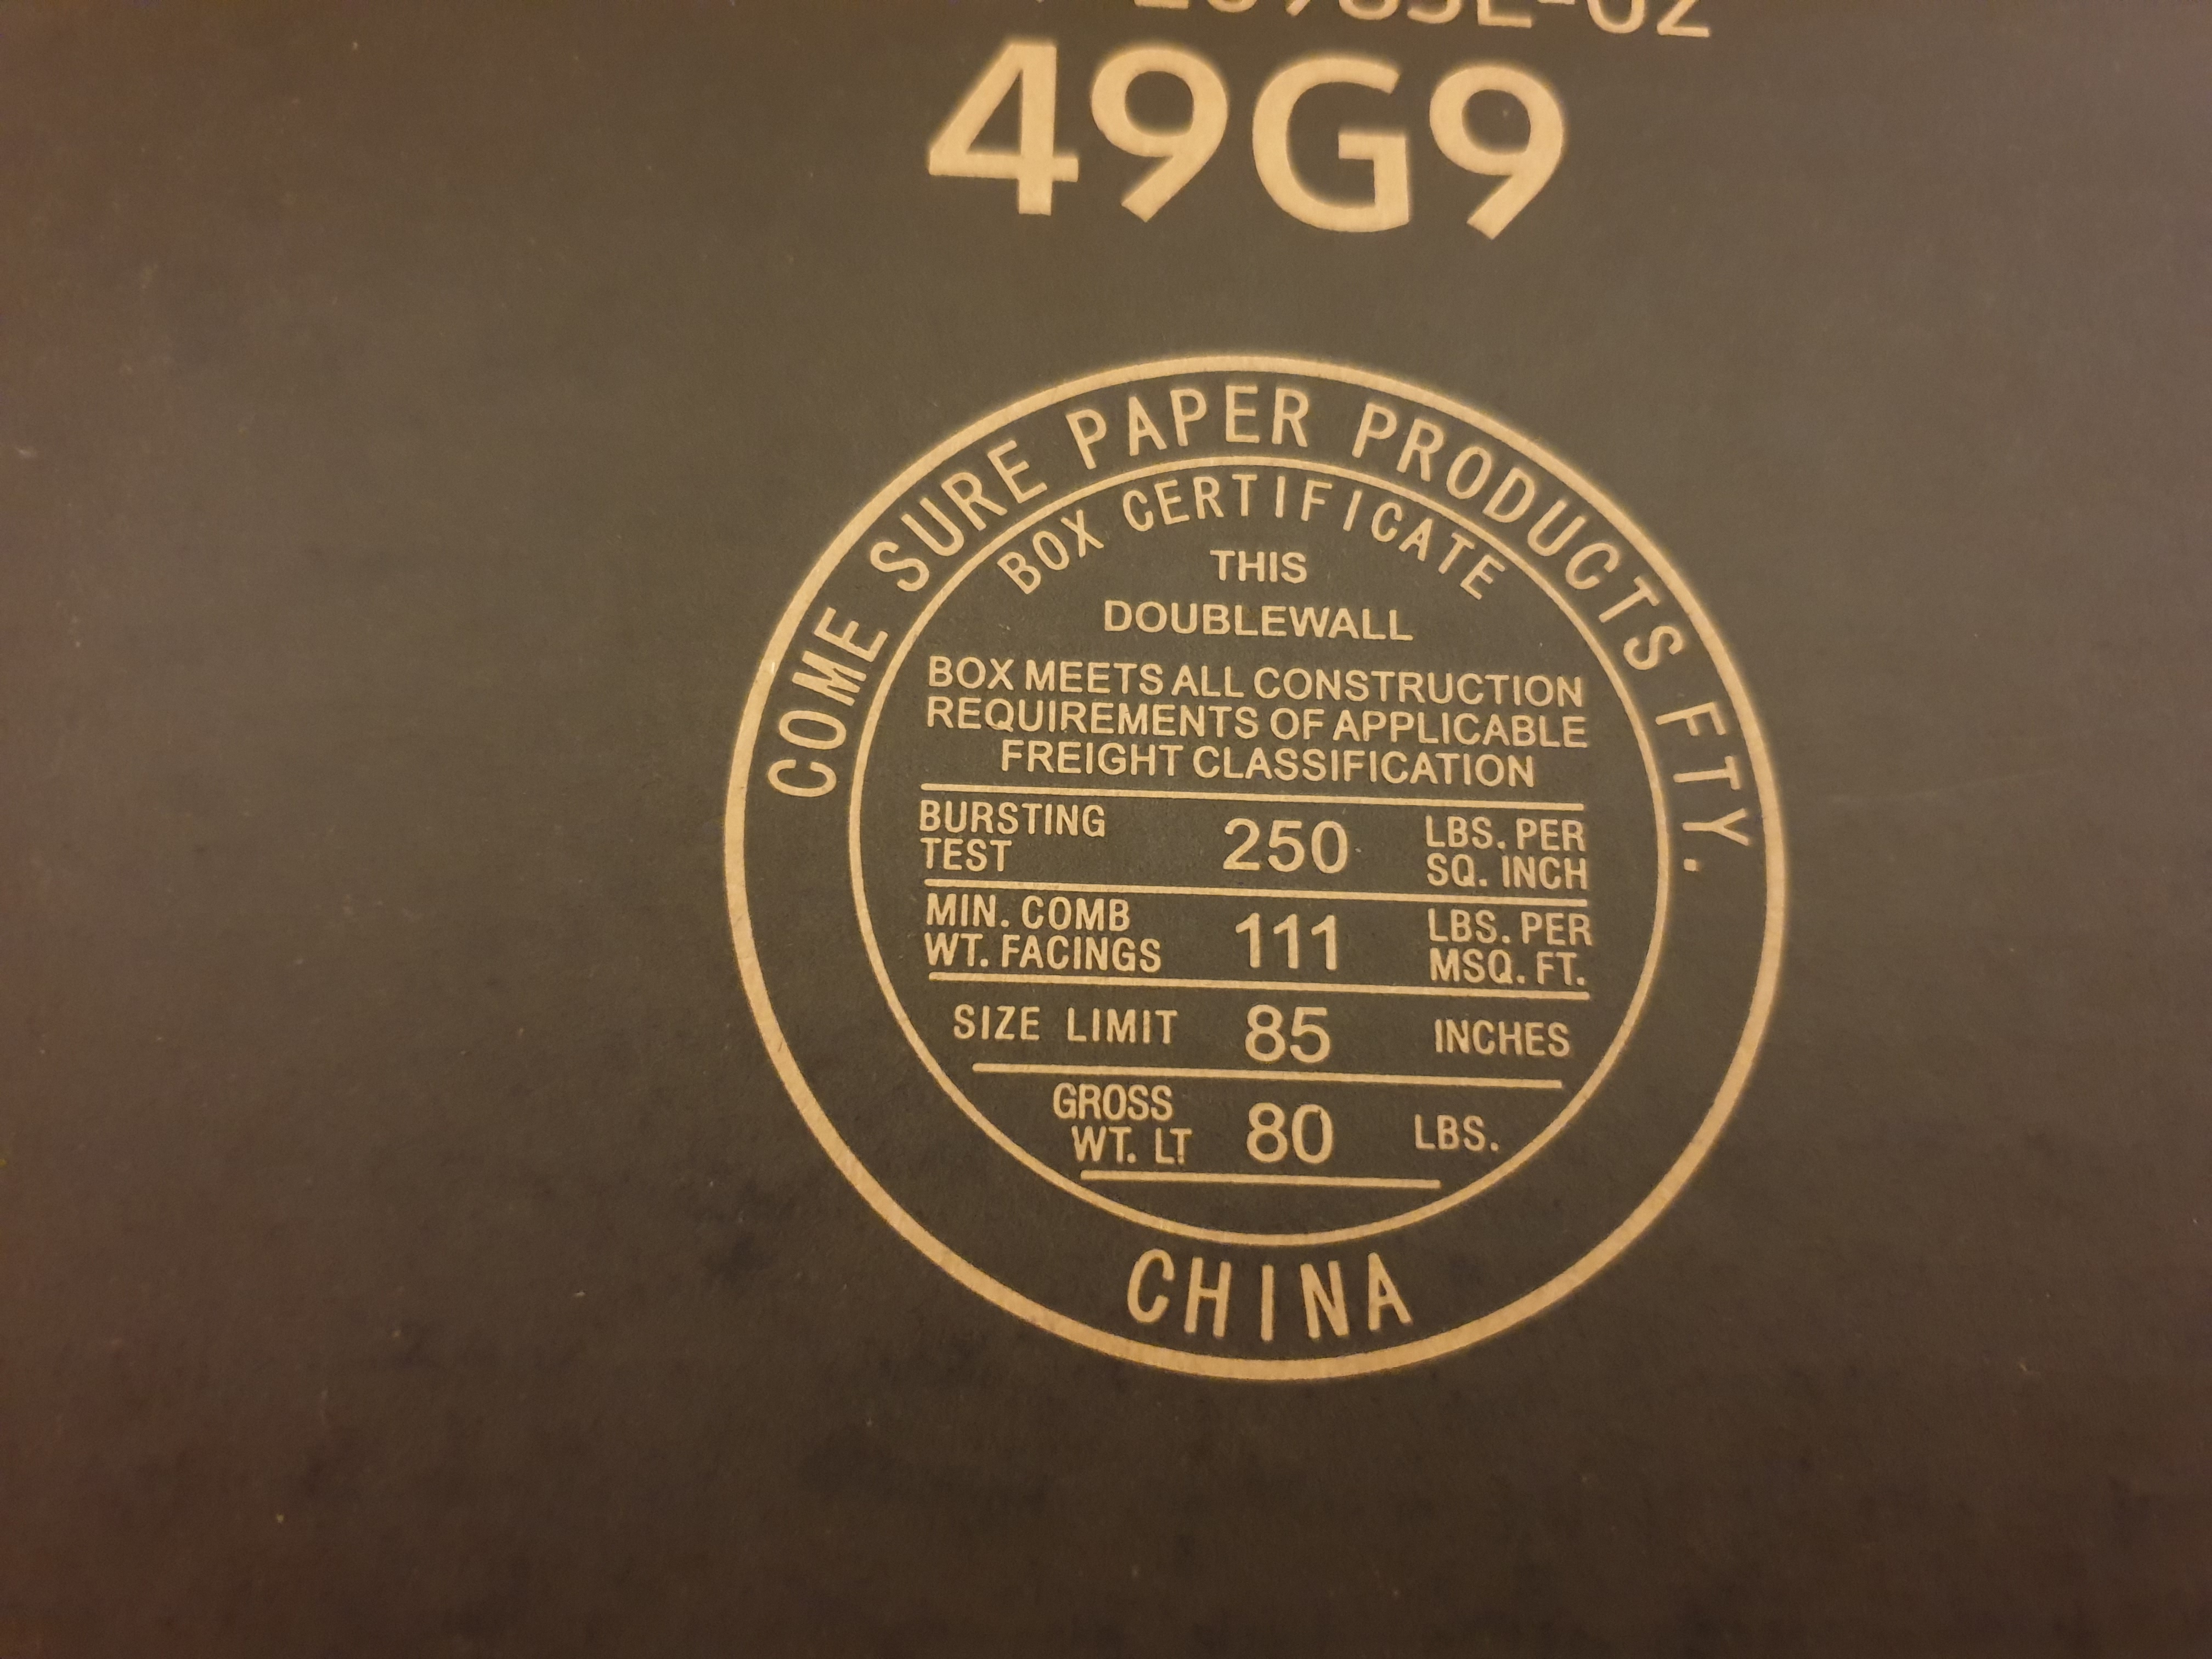 49G9
COME SURE PAPER PRODUCTS FTY.
BOX CERTIFICATE
THIS
DOUBLEWALL
BOX MEETS ALL CONSTRUCTION
REQUIREMENTS OF APPLICABLE
FREIGHT CLASSIFICATION
BURSTING TEST 250 LBS. PER SQ. INCH
MIN. COMB WT. FACINGS 111 LBS. PER MSQ. FT.
SIZE LIMIT 85 INCHES
GROSS WT. LT 80 LBS.
CHINA